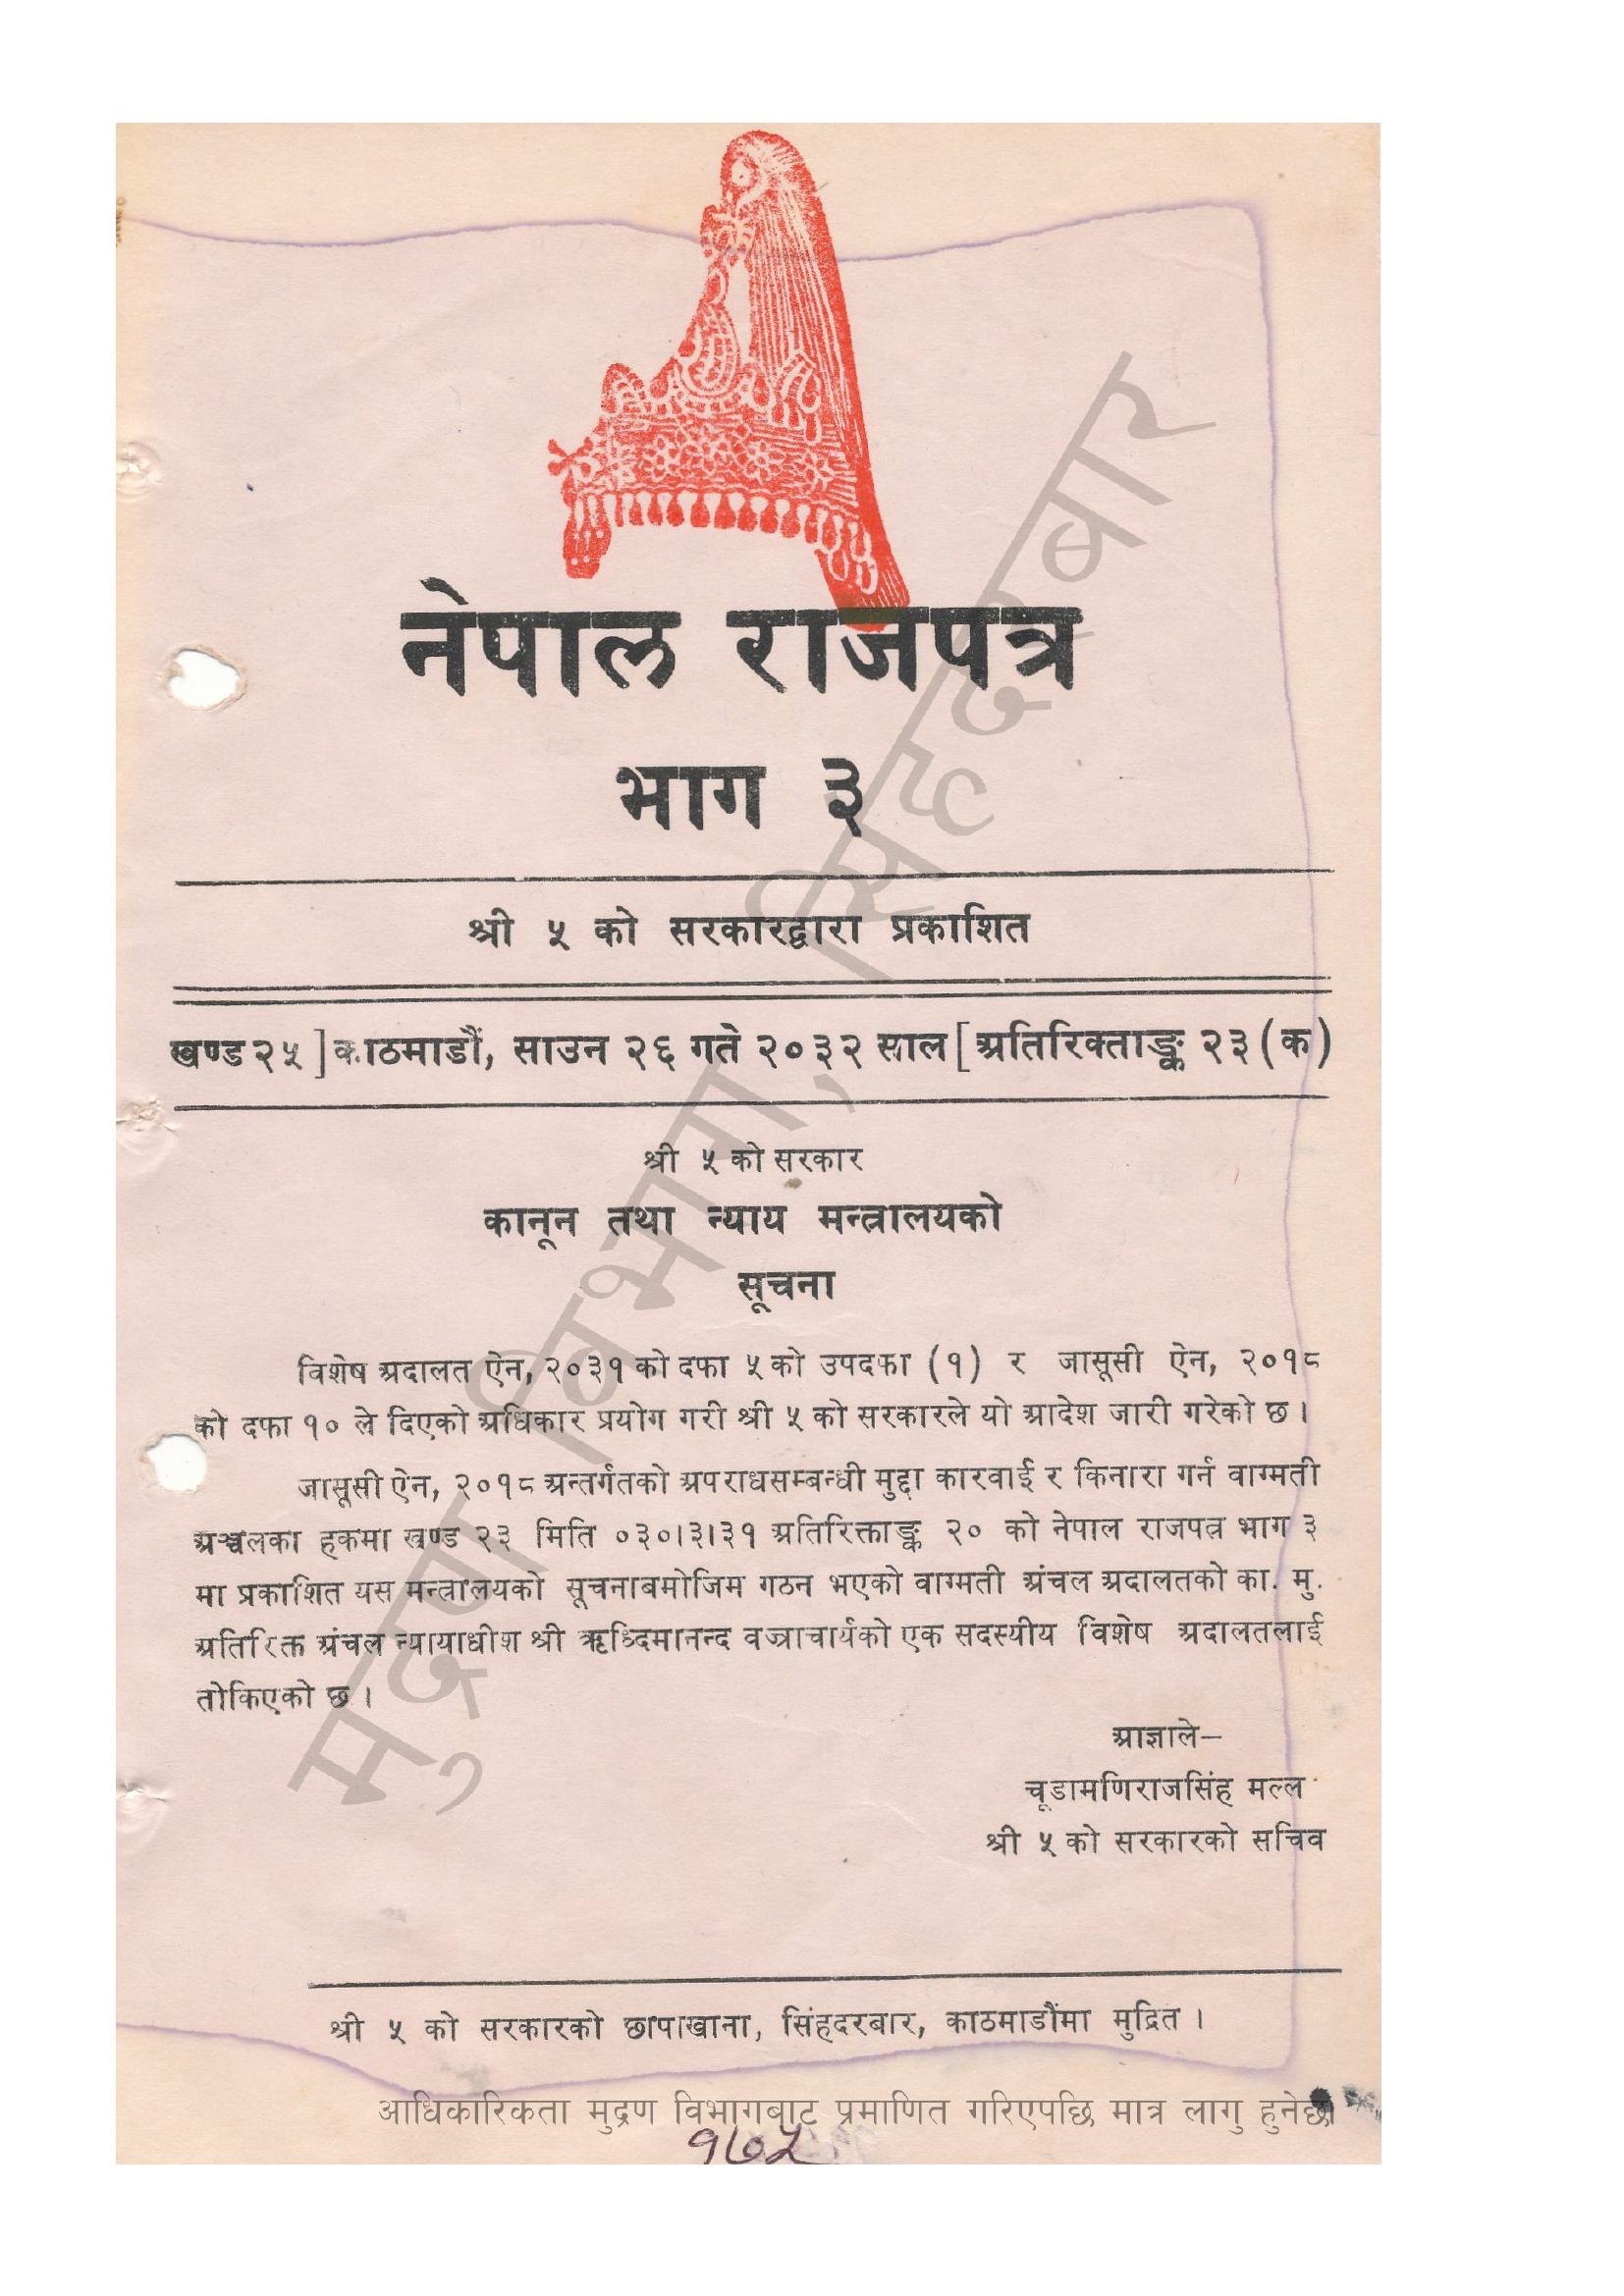 नेपाल राजपत्र
भाग ३
श्री ५ को सरकारद्वारा प्रकाशित
खण्ड २५ ] काठमाडौं, साउन २६ गते २०३२ साल [ अतिरिक्ताङ्क २३ (क)
श्री ५ को सरकार
कानून तथा न्याय मन्त्रालयको
सूचना
विशेष अदालत ऐन, २०३१ को दफा ५ को उपदफा (१) र जासूसी ऐन, २०१८
को दफा १० ले दिएको अधिकार प्रयोग गरी श्री ५ को सरकारले यो आदेश जारी गरेको छ ।
जासूसी ऐन, २०१८ अन्तर्गतको अपराधसम्बन्धी मुद्दा कारवाई र किनारा गर्न वाग्मती
अञ्चलका हकमा खण्ड २३ मिति ०३०।३।३१ अतिरिक्ताङ्क २० को नेपाल राजपत्र भाग ३
मा प्रकाशित यस मन्त्रालयको सूचनाबमोजिम गठन भएको वाग्मती अंचल अदालतको का. मु.
अतिरिक्त अंचल न्यायाधीश श्री ऋध्दिमानन्द वज्राचार्यको एक सदस्यीय विशेष अदालतलाई
तोकिएको छ ।
आज्ञाले–
चूडामणिराजसिंह मल्ल
श्री ५ को सरकारको सचिव
श्री ५ को सरकारको छापाखाना, सिंहदरबार, काठमाडौंमा मुद्रित ।
आधिकारिकता मुद्रण विभागबाट प्रमाणित गरिएपछि मात्र लागु हुनेछ।
१७५
मुद्रण विभाग, सिंहदरबार